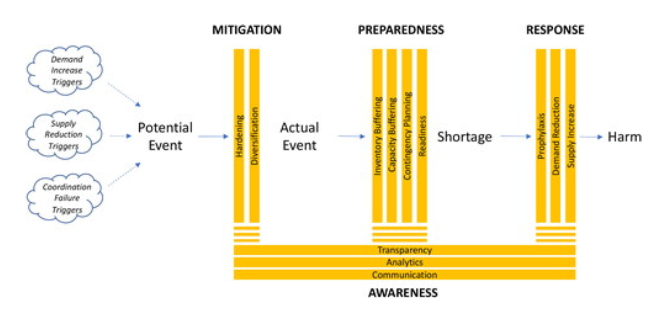 MITIGATION
PREPAREDNESS
RESPONSE
Demand
Increase
Triggers
Supply
Reduction
Triggers
Coordination
Failure
Triggers
Potential
Event
Hardening
Diversification
Actual
Event
Inventory Buffering
Capacity Buffering
Contingency Planning
Readiness
Shortage
Prophylaxis
Demand Reduction
Supply Increase
Harm
Transparency
Analytics
Communication
AWARENESS